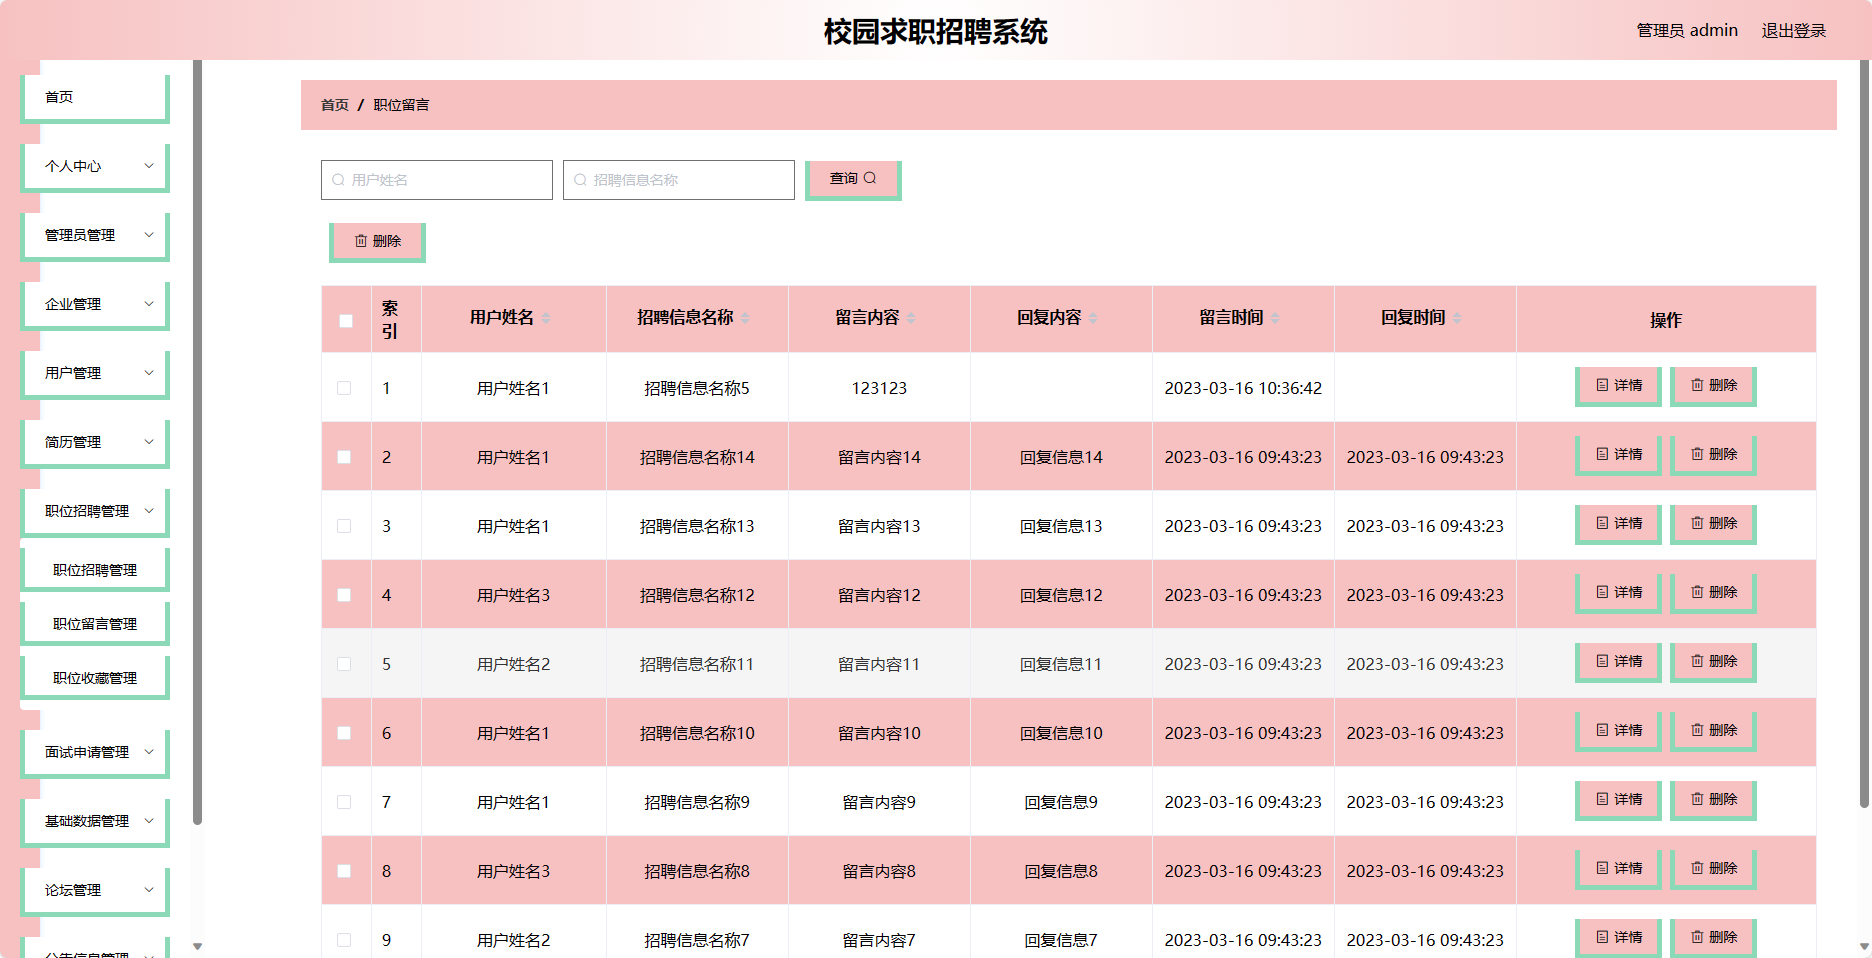 校园求职招聘系统
管理员 admin 退出登录
首页
个人中心
管理员管理
企业管理
用户管理
简历管理
职位招聘管理
职位招聘管理
职位留言管理
职位收藏管理
面试申请管理
基础数据管理
论坛管理
公告信息管理
首页 / 职位留言
用户姓名 招聘信息名称 查询
删除
索引 用户姓名 招聘信息名称 留言内容 回复内容 留言时间 回复时间 操作
1 用户姓名1 招聘信息名称5 123123 2023-03-16 10:36:42 详情 删除
2 用户姓名1 招聘信息名称14 留言内容14 回复信息14 2023-03-16 09:43:23 2023-03-16 09:43:23 详情 删除
3 用户姓名1 招聘信息名称13 留言内容13 回复信息13 2023-03-16 09:43:23 2023-03-16 09:43:23 详情 删除
4 用户姓名3 招聘信息名称12 留言内容12 回复信息12 2023-03-16 09:43:23 2023-03-16 09:43:23 详情 删除
5 用户姓名2 招聘信息名称11 留言内容11 回复信息11 2023-03-16 09:43:23 2023-03-16 09:43:23 详情 删除
6 用户姓名1 招聘信息名称10 留言内容10 回复信息10 2023-03-16 09:43:23 2023-03-16 09:43:23 详情 删除
7 用户姓名1 招聘信息名称9 留言内容9 回复信息9 2023-03-16 09:43:23 2023-03-16 09:43:23 详情 删除
8 用户姓名3 招聘信息名称8 留言内容8 回复信息8 2023-03-16 09:43:23 2023-03-16 09:43:23 详情 删除
9 用户姓名2 招聘信息名称7 留言内容7 回复信息7 2023-03-16 09:43:23 2023-03-16 09:43:23 详情 删除